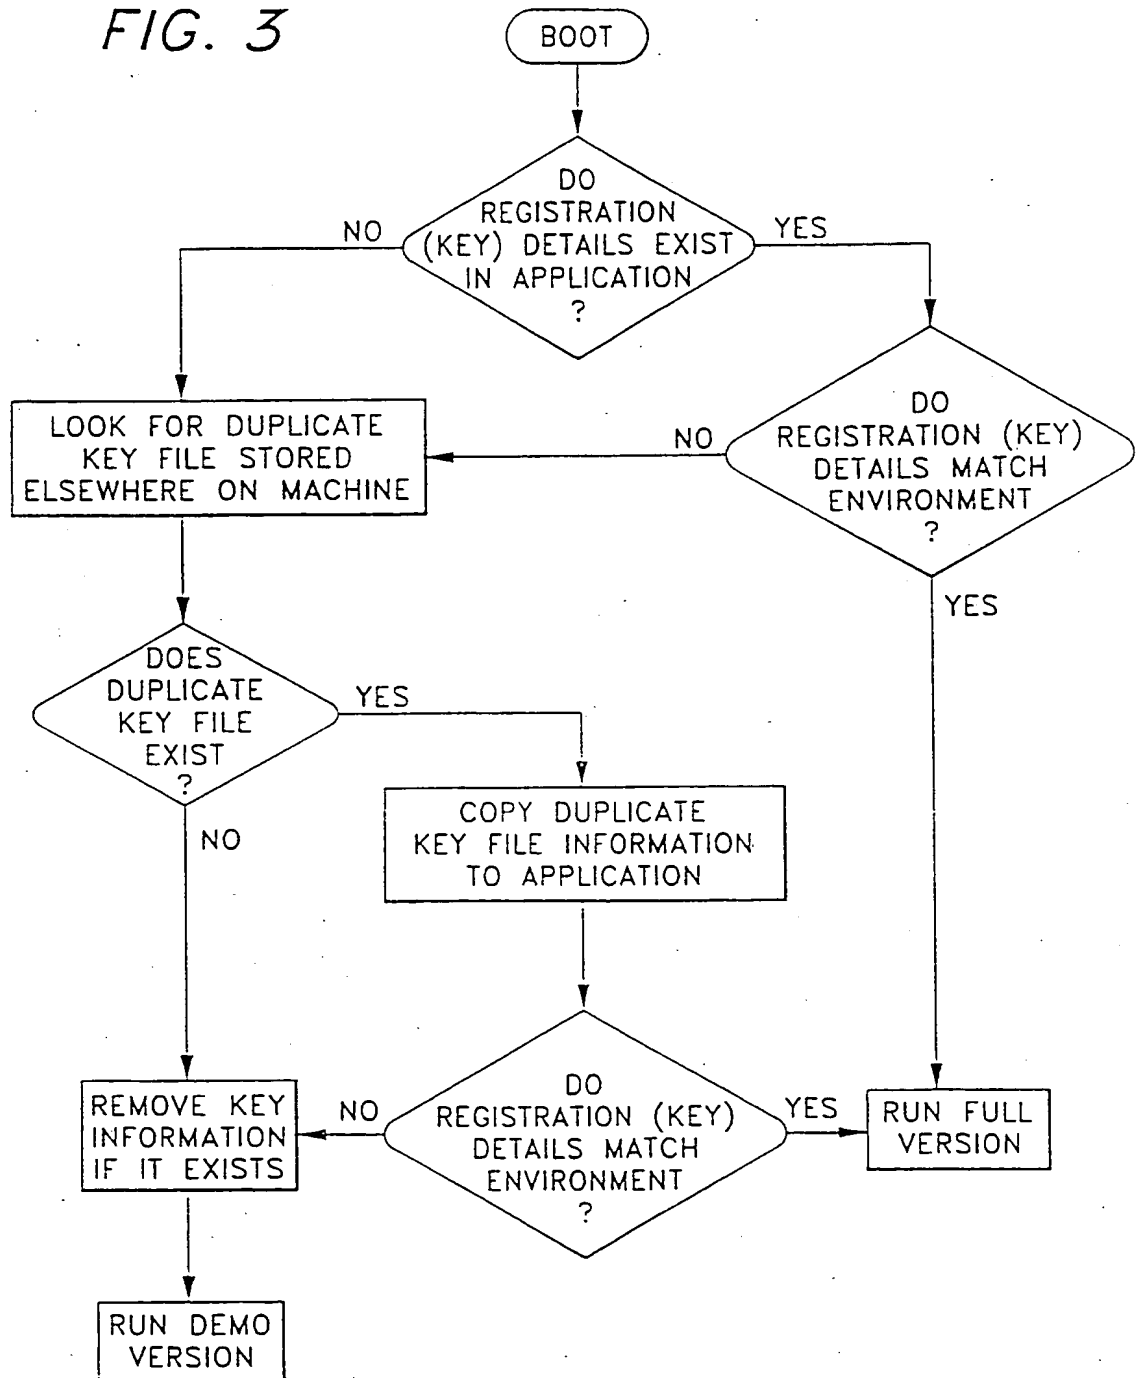 FIG. 3
BOOT
DO
REGISTRATION
(KEY) DETAILS EXIST
IN APPLICATION
?
NO
YES
LOOK FOR DUPLICATE
KEY FILE STORED
ELSEWHERE ON MACHINE
NO
DO
REGISTRATION (KEY)
DETAILS MATCH
ENVIRONMENT
?
YES
DOES
DUPLICATE
KEY FILE
EXIST
?
YES
NO
COPY DUPLICATE
KEY FILE INFORMATION
TO APPLICATION
REMOVE KEY
INFORMATION
IF IT EXISTS
NO
DO
REGISTRATION (KEY)
DETAILS MATCH
ENVIRONMENT
?
YES
RUN FULL
VERSION
RUN DEMO
VERSION